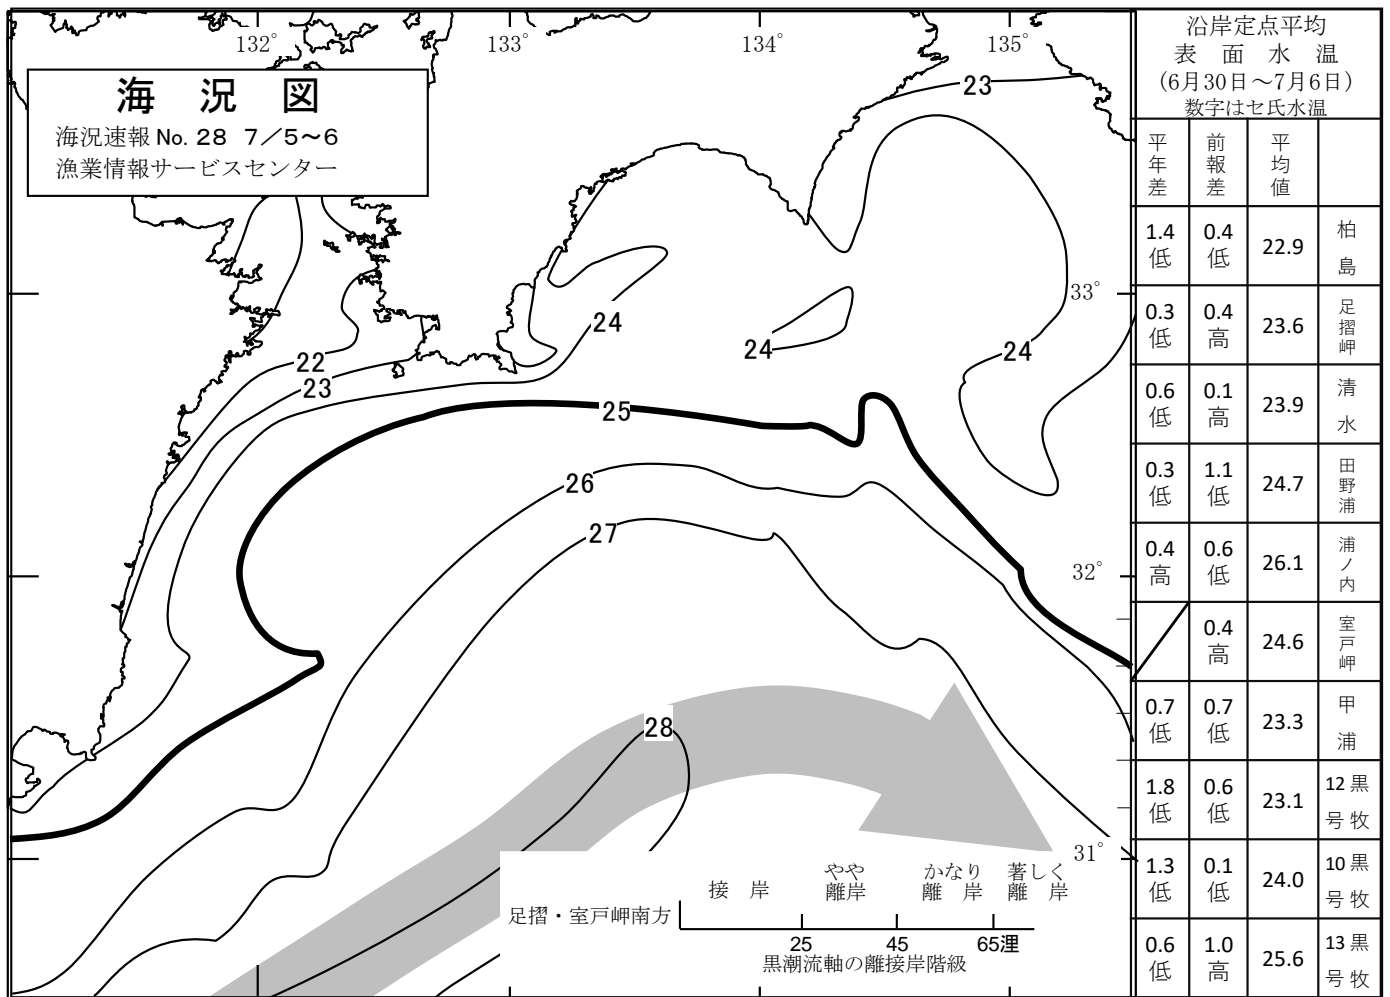 132°
133°
134°
135°
海 況 図
海況速報 No. 28 7／5～6
漁業情報サービスセンター
23
33°
24
24
24
22
23
25
26
27
32°
28
31°
接 岸
やや
離岸
かなり
離 岸
著しく
離 岸
足摺・室戸岬南方
25
45
65浬
黒潮流軸の離接岸階級
沿岸定点平均
表 面 水 温
(6月30日～7月6日)
数字はセ氏水温
平年差 前報差 平均値
1.4低 0.4低 22.9 柏島
0.3低 0.4高 23.6 足摺岬
0.6低 0.1高 23.9 清水
0.3低 1.1低 24.7 田野浦
0.4高 0.6低 26.1 浦ノ内
0.4高 24.6 室戸岬
0.7低 0.7低 23.3 甲浦
1.8低 0.6低 23.1 黒牧12号
1.3低 0.1低 24.0 黒牧10号
0.6低 1.0高 25.6 黒牧13号